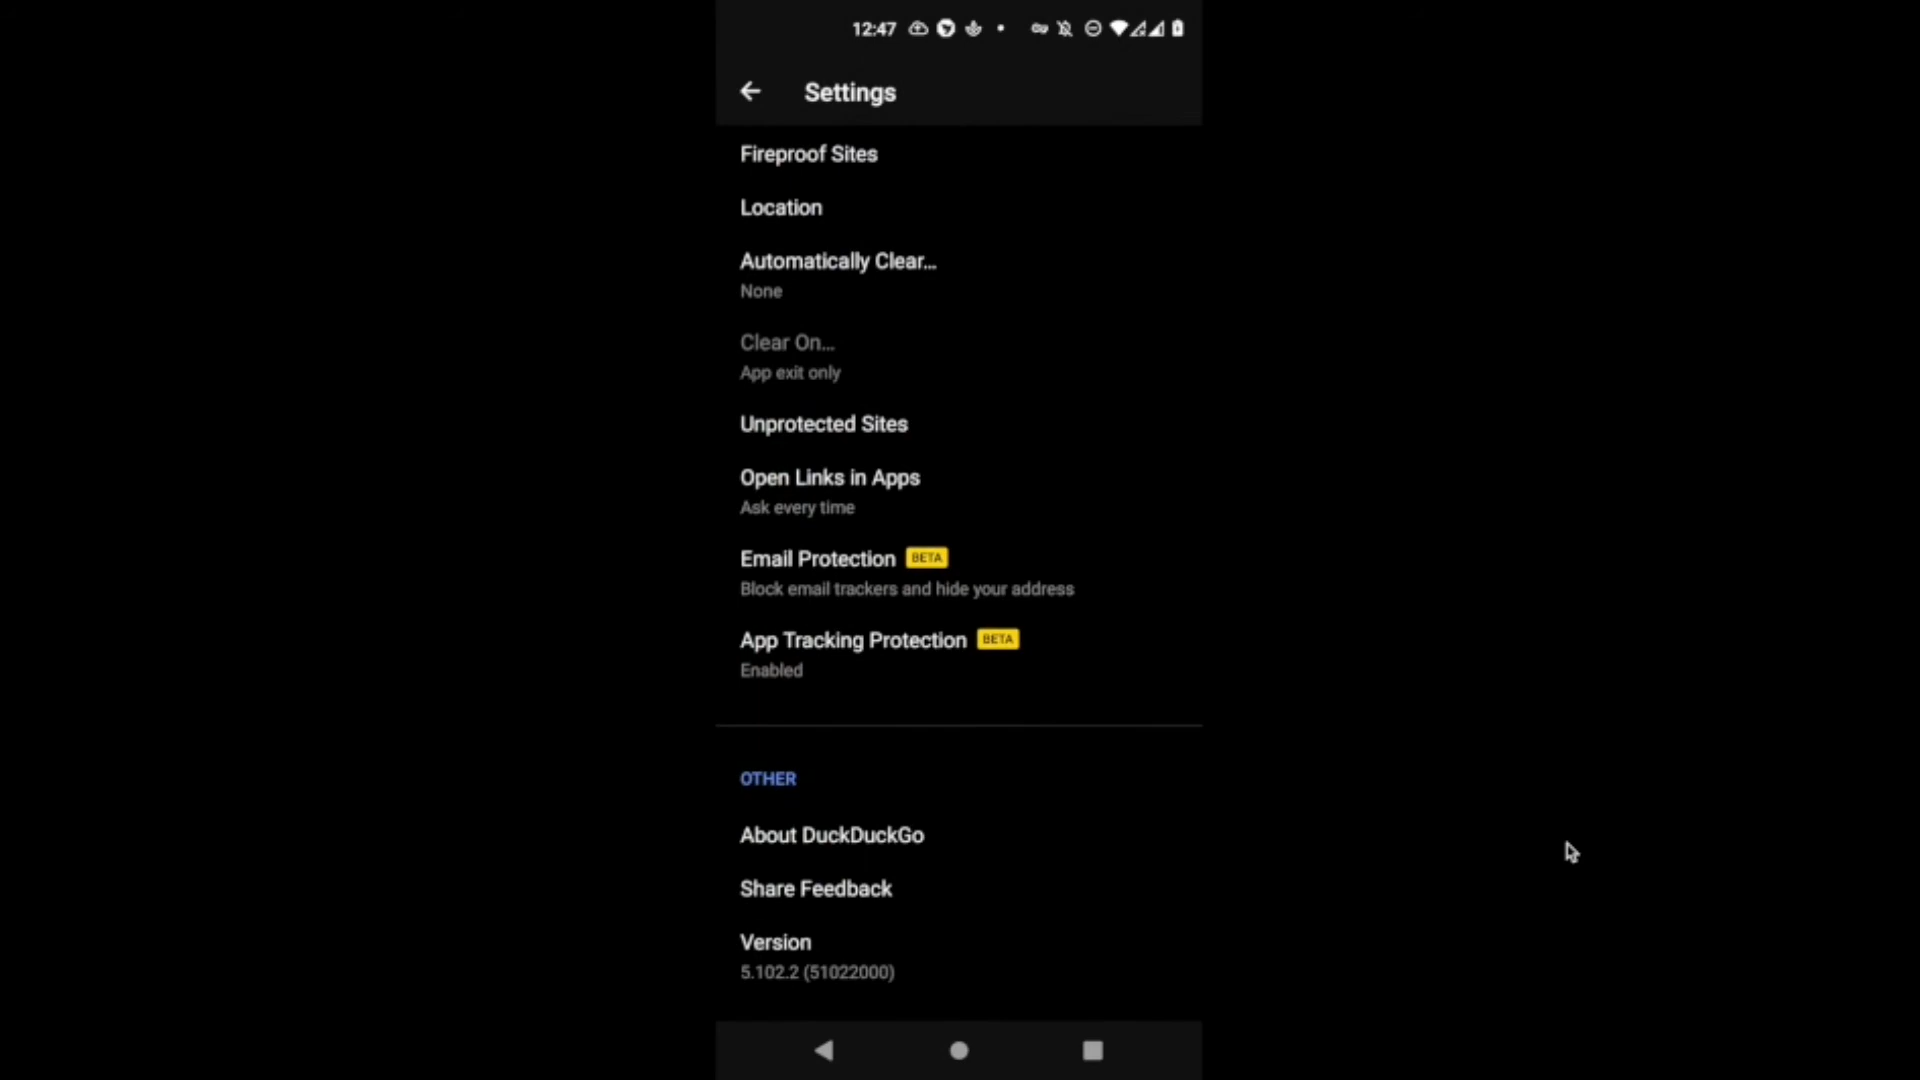 12:47
Settings
Fireproof Sites
Location
Automatically Clear...
None
Clear On...
App exit only
Unprotected Sites
Open Links in Apps
Ask every time
Email Protection BETA
Block email trackers and hide your address
App Tracking Protection BETA
Enabled
OTHER
About DuckDuckGo
Share Feedback
Version
5.102.2 (51022000)